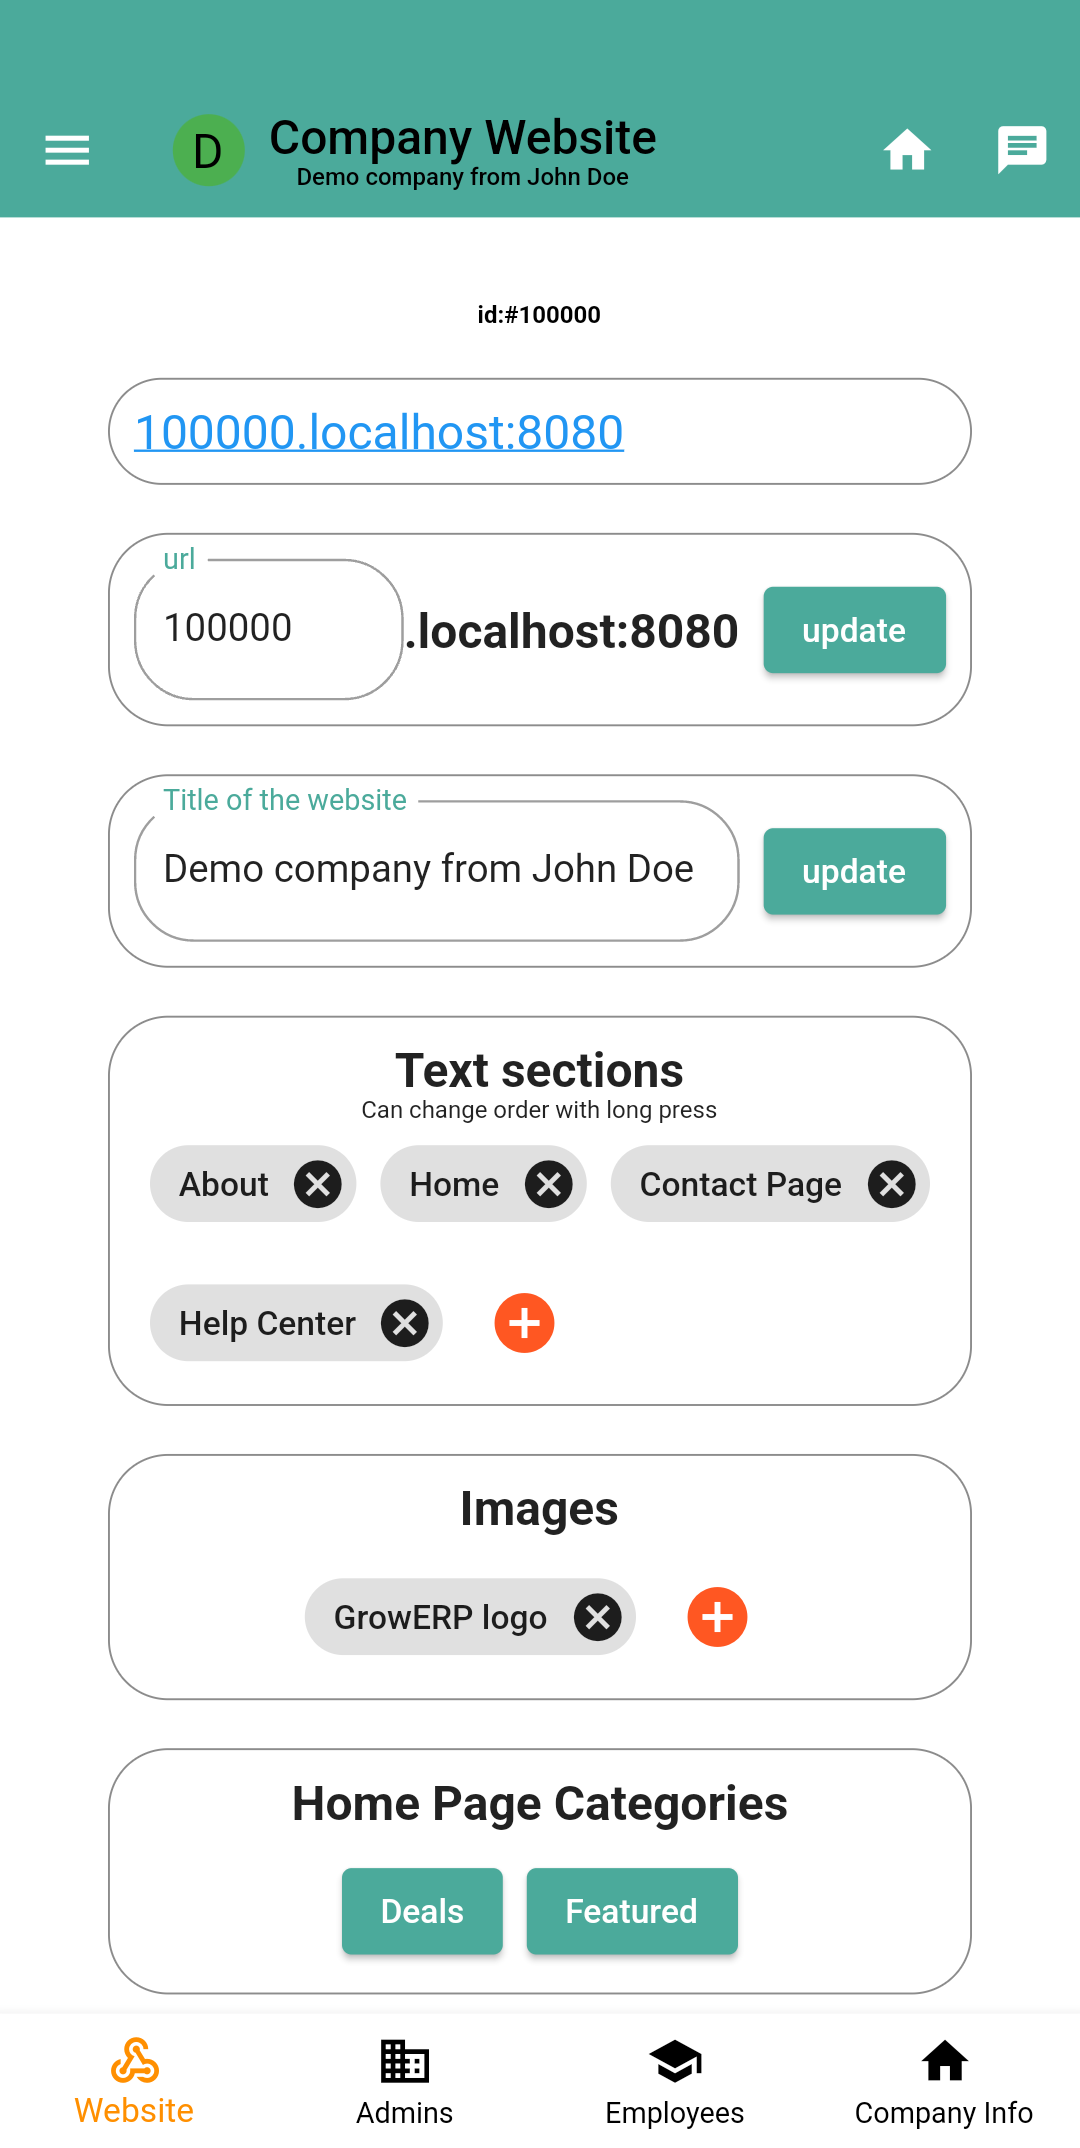 D
Company Website
Demo company from John Doe
id:#100000
100000.localhost:8080
url
100000 .localhost:8080 update
Title of the website
Demo company from John Doe update
Text sections
Can change order with long press
About Home Contact Page
Help Center
Images
GrowERP logo
Home Page Categories
Deals Featured
Website Admins Employees Company Info